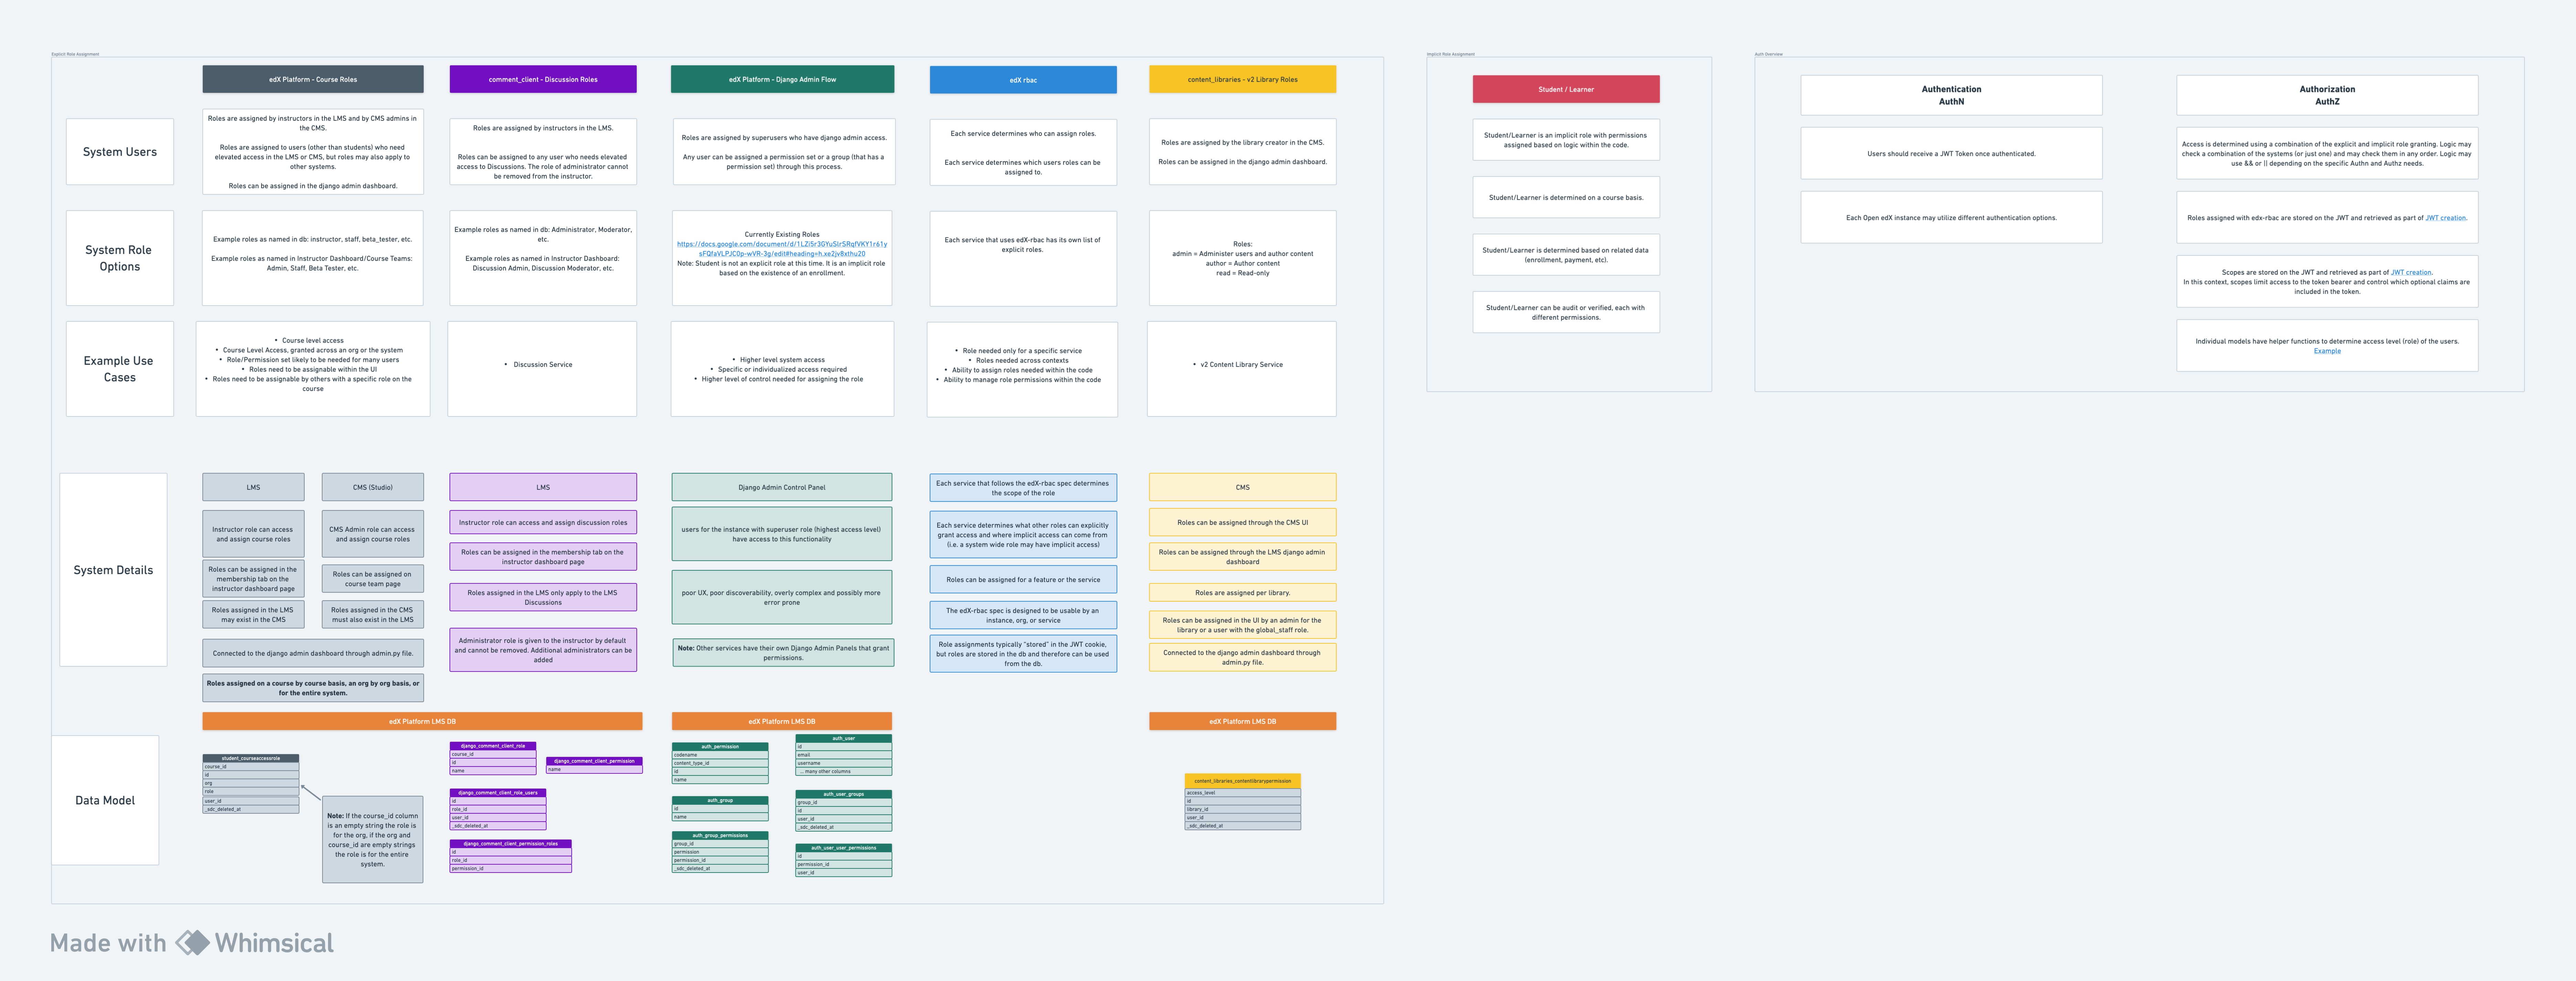 Explicit Role Assignment
edX Platform - Course Roles
comment_client - Discussion Roles
edX Platform - Django Admin Flow
edX rbac
content_libraries - v2 Library Roles
System Users
Roles are assigned by instructors in the LMS and by CMS admins in
the CMS.
Roles are assigned to users (other than students) who need
elevated access in the LMS or CMS, but roles may also apply to
other systems.
Roles can be assigned in the django admin dashboard.
Roles are assigned by instructors in the LMS.
Roles can be assigned to any user who needs elevated
access to Discussions. The role of administrator cannot
be removed from the instructor.
Roles are assigned by superusers who have django admin access.
Any user can be assigned a permission set or a group (that has a
permission set) through this process.
Each service determines who can assign roles.
Each service determines which users roles can be
assigned to.
Roles are assigned by the library creator in the CMS.
Roles can be assigned in the django admin dashboard.
System Role
Options
Example roles as named in db: instructor, staff, beta_tester, etc.
Example roles as named in Instructor Dashboard/Course Teams:
Admin, Staff, Beta Tester, etc.
Example roles as named in db: Administrator, Moderator,
etc.
Example roles as named in Instructor Dashboard:
Discussion Admin, Discussion Moderator, etc.
Currently Existing Roles
Note: Student is not an explicit role at this time. It is an implicit role
based on the existence of an enrollment.
Each service that uses edX-rbac has its own list of
explicit roles.
Roles:
admin = Administer users and author content
author = Author content
read = Read-only
Example Use
Cases
• Course level access
• Course Level Access, granted across an org or the system
• Role/Permission set likely to be needed for many users
• Roles need to be assignable within the UI
• Roles need to be assignable by others with a specific role on the
course
• Discussion Service
• Higher level system access
• Specific or individualized access required
• Higher level of control needed for assigning the role
• Role needed only for a specific service
• Roles needed across contexts
• Ability to assign roles needed within the code
• Ability to manage role permissions within the code
• v2 Content Library Service
System Details
LMS
Instructor role can access
and assign course roles
Roles can be assigned in the
membership tab on the
instructor dashboard page
Roles assigned in the LMS
may exist in the CMS
CMS (Studio)
CMS Admin role can access
and assign course roles
Roles can be assigned on
course team page
Roles assigned in the CMS
must also exist in the LMS
Connected to the django admin dashboard through admin.py file.
Roles assigned on a course by course basis, an org by org basis, or
for the entire system.
LMS
Instructor role can access and assign discussion roles
Roles can be assigned in the membership tab on the
instructor dashboard page
Roles assigned in the LMS only apply to the LMS
Discussions
Administrator role is given to the instructor by default
and cannot be removed. Additional administrators can be
added
Django Admin Control Panel
users for the instance with superuser role (highest access level)
have access to this functionality
poor UX, poor discoverability, overly complex and possibly more
error prone
Note: Other services have their own Django Admin Panels that grant
permissions.
Each service that follows the edX-rbac spec determines
the scope of the role
Each service determines what other roles can explicitly
grant access and where implicit access can come from
(i.e. a system wide role may have implicit access)
Roles can be assigned for a feature or the service
The edX-rbac spec is designed to be usable by an
instance, org, or service
Role assignments typically "stored" in the JWT cookie,
but roles are stored in the db and therefore can be used
from the db.
CMS
Roles can be assigned through the CMS UI
Roles can be assigned through the LMS django admin
dashboard
Roles are assigned per library.
Roles can be assigned in the UI by an admin for the
library or a user with the global_staff role.
Connected to the django admin dashboard through
admin.py file.
edX Platform LMS DB
edX Platform LMS DB
edX Platform LMS DB
Data Model
student_courseaccessrole
course_id
id
org
role
user_id
_sdc_deleted_at
Note: If the course_id column
is an empty string the role is
for the org, if the org and
course_id are empty strings
the role is for the entire
system.
django_comment_client_role
course_id
id
name
django_comment_client_permission
name
django_comment_client_role_users
id
role_id
user_id
_sdc_deleted_at
django_comment_client_permission_roles
id
role_id
permission_id
auth_permission
codename
content_type_id
id
name
auth_user
id
email
username
... many other columns
auth_group
id
name
auth_user_groups
group_id
id
user_id
_sdc_deleted_at
auth_group_permissions
group_id
permission
permission_id
_sdc_deleted_at
auth_user_user_permissions
id
permission_id
user_id
content_libraries_contentlibrarypermission
access_level
id
library_id
user_id
_sdc_deleted_at
Implicit Role Assignment
Student / Learner
Student/Learner is an implicit role with permissions
assigned based on logic within the code.
Student/Learner is determined on a course basis.
Student/Learner is determined based on related data
(enrollment, payment, etc).
Student/Learner can be audit or verified, each with
different permissions.
Auth Overview
Authentication
AuthN
Users should receive a JWT Token once authenticated.
Each Open edX instance may utilize different authentication options.
Authorization
AuthZ
Access is determined using a combination of the explicit and implicit role granting. Logic may
check a combination of the systems (or just one) and may check them in any order. Logic may
use && or || depending on the specific Authn and Authz needs.
Roles assigned with edx-rbac are stored on the JWT and retrieved as part of JWT creation.
Scopes are stored on the JWT and retrieved as part of JWT creation.
In this context, scopes limit access to the token bearer and control which optional claims are
included in the token.
Individual models have helper functions to determine access level (role) of the users.
Example
Made with Whimsical